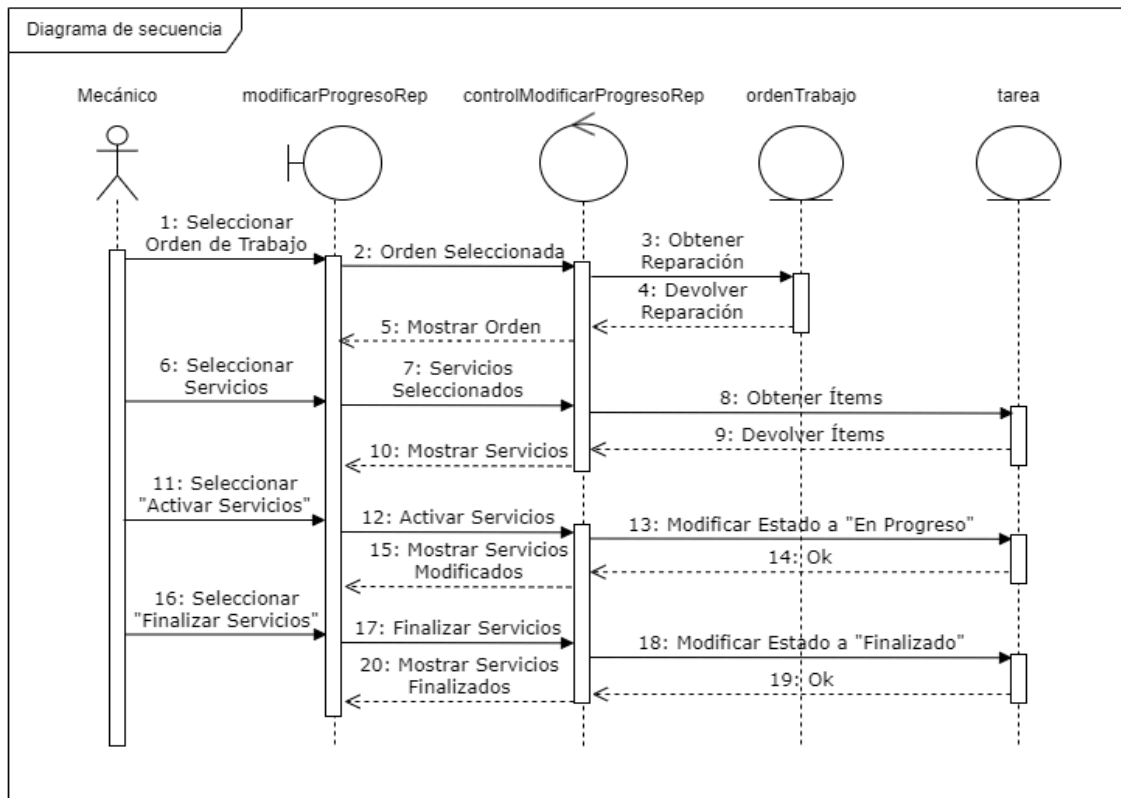 Diagrama de secuencia
Mecánico
modificarProgresoRep
controlModificarProgresoRep
ordenTrabajo
tarea
1: Seleccionar
Orden de Trabajo
2: Orden Seleccionada
3: Obtener
Reparación
4: Devolver
Reparación
5: Mostrar Orden
6: Seleccionar
Servicios
7: Servicios
Seleccionados
8: Obtener Ítems
9: Devolver Ítems
10: Mostrar Servicios
11: Seleccionar
"Activar Servicios"
12: Activar Servicios
13: Modificar Estado a "En Progreso"
14: Ok
15: Mostrar Servicios
Modificados
16: Seleccionar
"Finalizar Servicios"
17: Finalizar Servicios
18: Modificar Estado a "Finalizado"
19: Ok
20: Mostrar Servicios
Finalizados